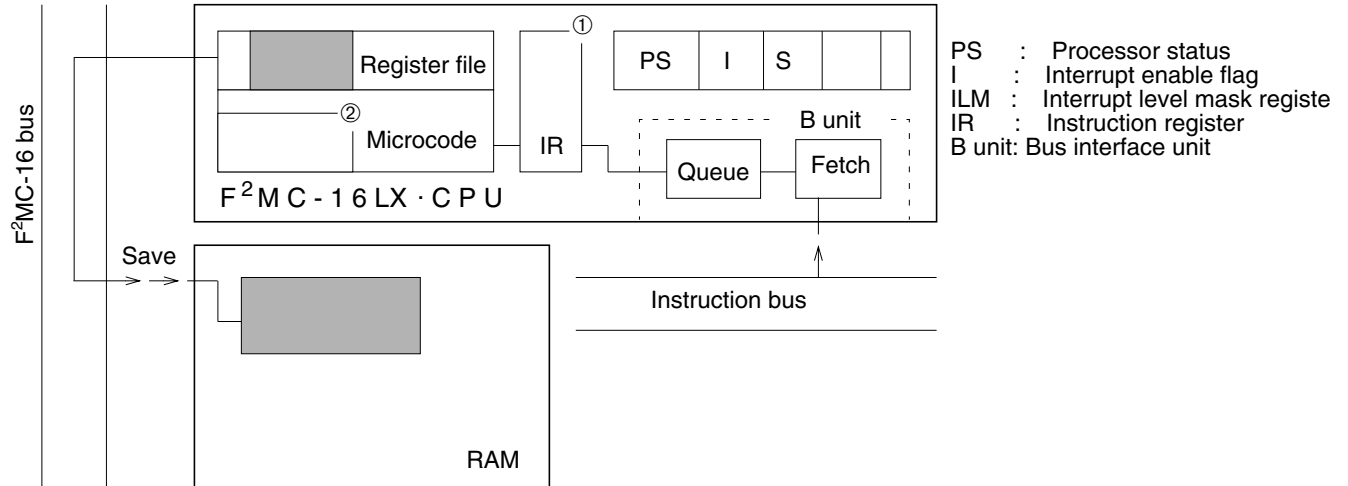 F²MC-16 bus
①
Register file
②
Microcode
IR
PS I S
B unit
Queue
Fetch
F²MC-16LX·CPU
PS : Processor status
I : Interrupt enable flag
ILM : Interrupt level mask registe
IR : Instruction register
B unit: Bus interface unit
Save
Instruction bus
RAM